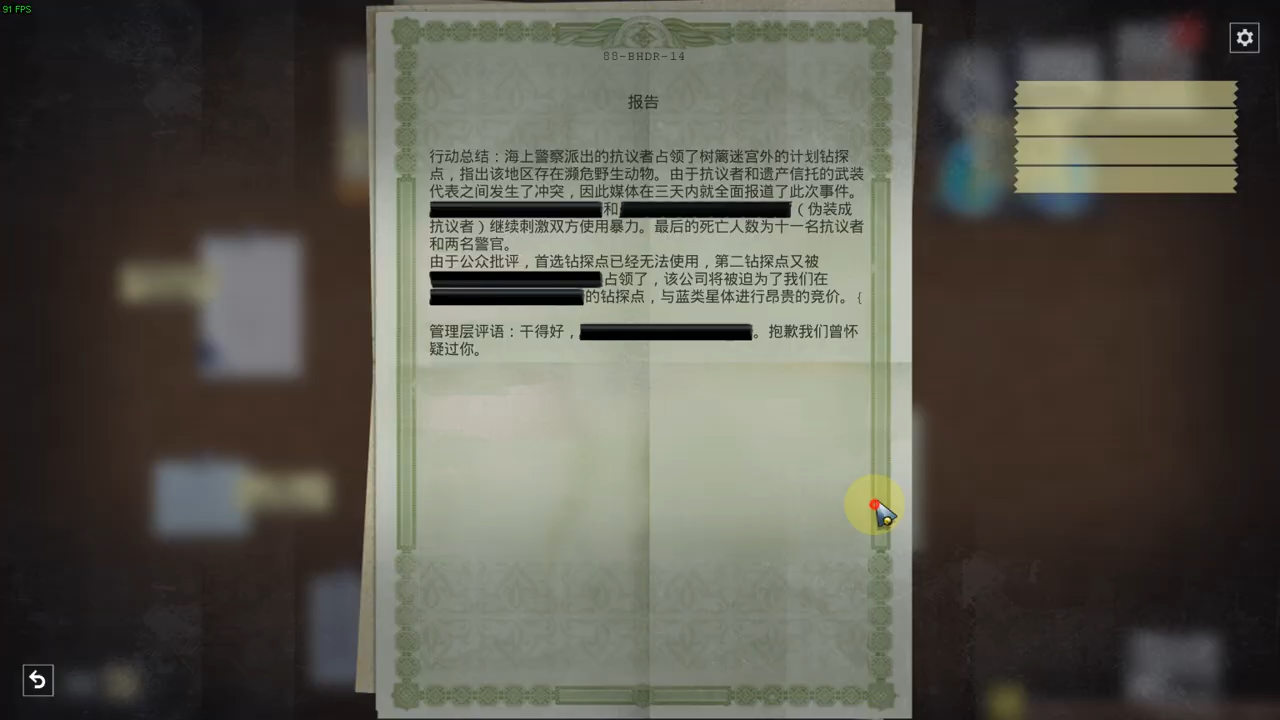 91 FPS
88-BHDR-14
报告
行动总结：海上警察派出的抗议者占领了树篱迷宫外的计划钻探
点，指出该地区存在濒危野生动物。由于抗议者和遗产信托的武装
代表之间发生了冲突，因此媒体在三天内就全面报道了此次事件。
和（伪装成
抗议者）继续刺激双方使用暴力。最后的死亡人数为十一名抗议者
和两名警官。
由于公众批评，首选钻探点已经无法使用，第二钻探点又被
占领了，该公司将被迫为了我们在
的钻探点，与蓝类星体进行昂贵的竞价。{
管理层评语：干得好，。抱歉我们曾怀
疑过你。